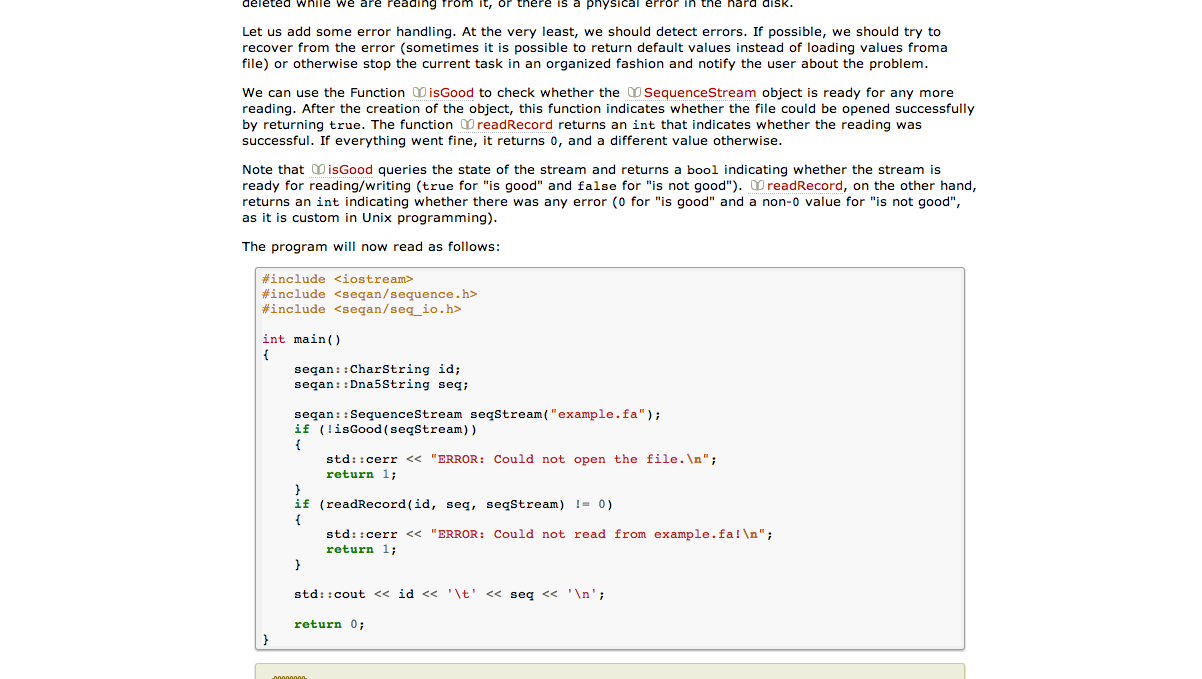 deleted while we are reading from it, or there is a physical error in the hard disk.
Let us add some error handling. At the very least, we should detect errors. If possible, we should try to
recover from the error (sometimes it is possible to return default values instead of loading values froma
file) or otherwise stop the current task in an organized fashion and notify the user about the problem.
We can use the Function isGood to check whether the SequenceStream object is ready for any more
reading. After the creation of the object, this function indicates whether the file could be opened successfully
by returning true. The function readRecord returns an int that indicates whether the reading was
successful. If everything went fine, it returns 0, and a different value otherwise.
Note that isGood queries the state of the stream and returns a bool indicating whether the stream is
ready for reading/writing (true for "is good" and false for "is not good"). readRecord, on the other hand,
returns an int indicating whether there was any error (0 for "is good" and a non-0 value for "is not good",
as it is custom in Unix programming).
The program will now read as follows:
#include <iostream>
#include <seqan/sequence.h>
#include <seqan/seq_io.h>
int main()
{
    seqan::CharString id;
    seqan::Dna5String seq;
    seqan::SequenceStream seqStream("example.fa");
    if (!isGood(seqStream))
    {
        std::cerr << "ERROR: Could not open the file.\n";
        return 1;
    }
    if (readRecord(id, seq, seqStream) != 0)
    {
        std::cerr << "ERROR: Could not read from example.fa!\n";
        return 1;
    }
    std::cout << id << '\t' << seq << '\n';
    return 0;
}